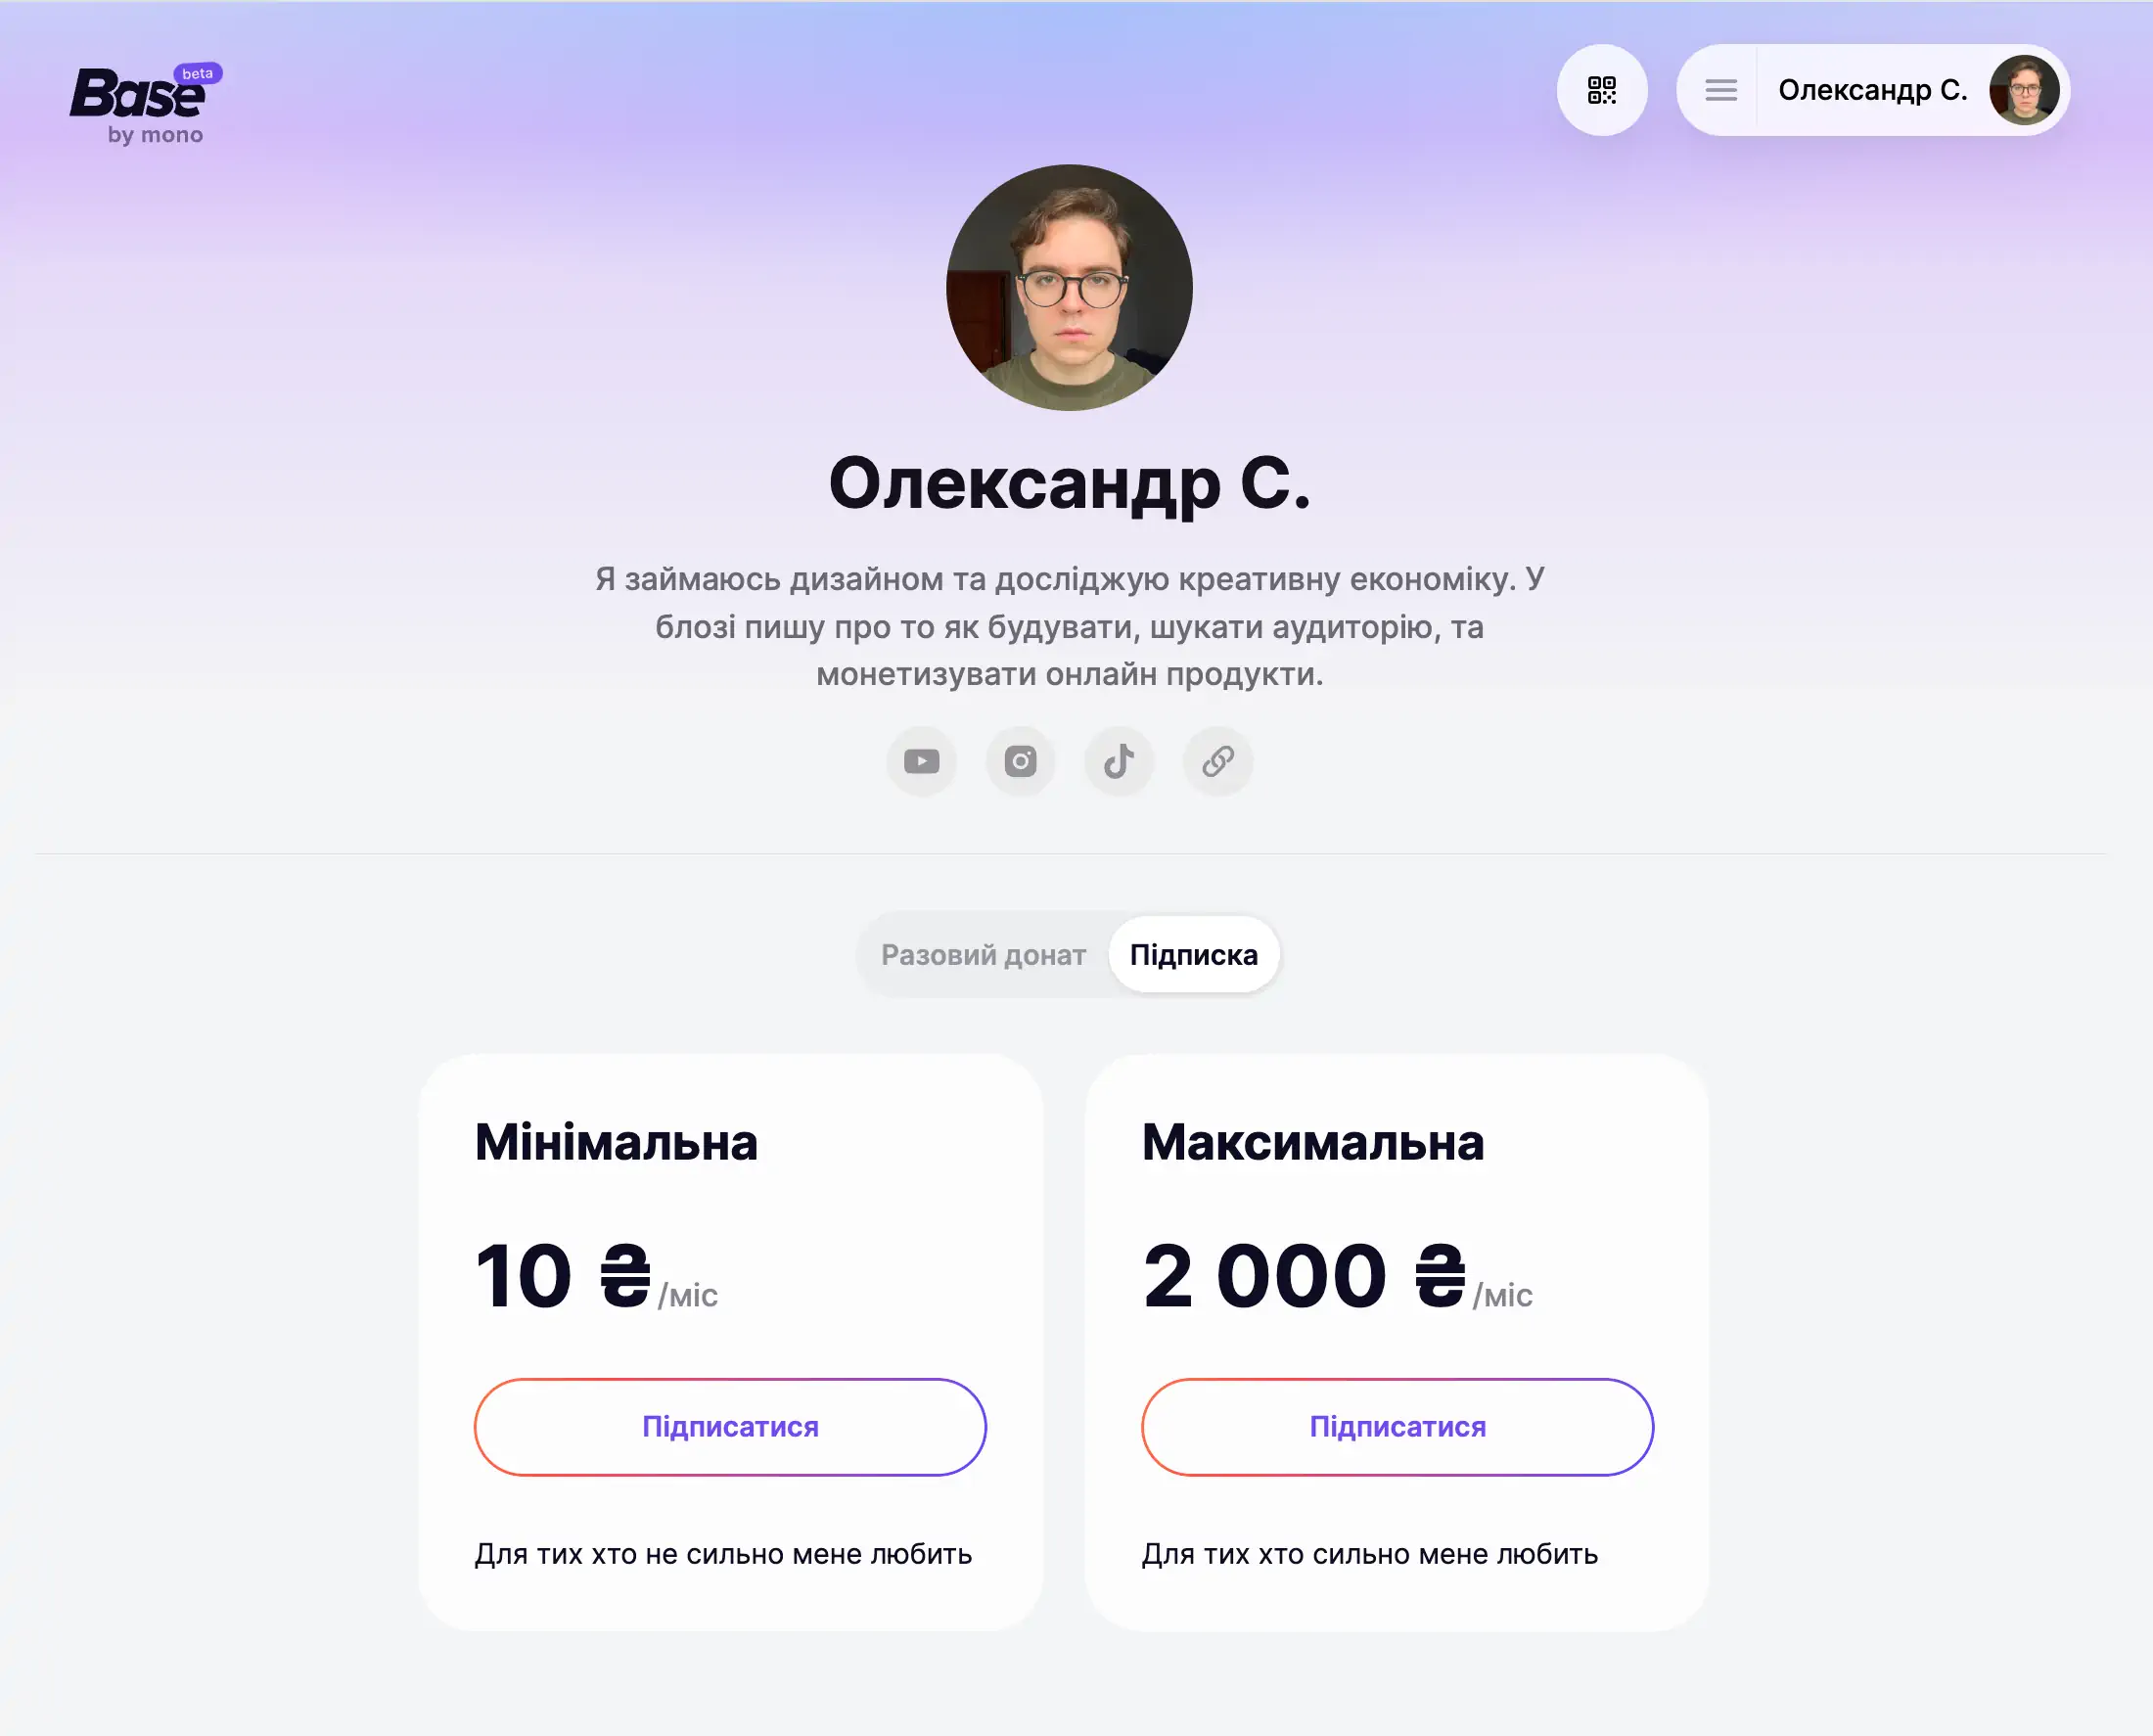 Base beta
by mono
Олександр С.
Олександр С.
Я займаюсь дизайном та досліджую креативну економіку. У
блозі пишу про то як будувати, шукати аудиторію, та
монетизувати онлайн продукти.
Разовий донат Підписка
Мінімальна
10 ₴/міс
Підписатися
Для тих хто не сильно мене любить
Максимальна
2 000 ₴/міс
Підписатися
Для тих хто сильно мене любить